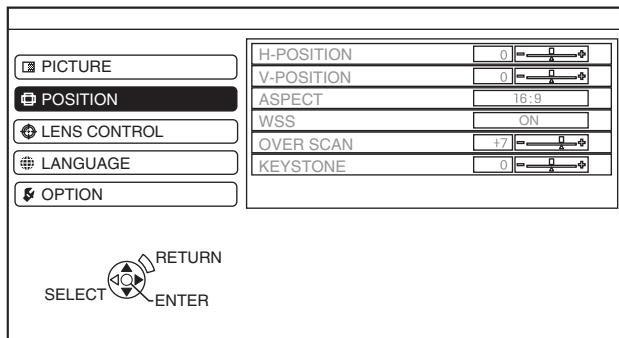 PICTURE
POSITION
LENS CONTROL
LANGUAGE
OPTION
H-POSITION 0 - +
V-POSITION 0 - +
ASPECT 16:9
WSS ON
OVER SCAN +7 - +
KEYSTONE 0 - +
RETURN
SELECT
ENTER